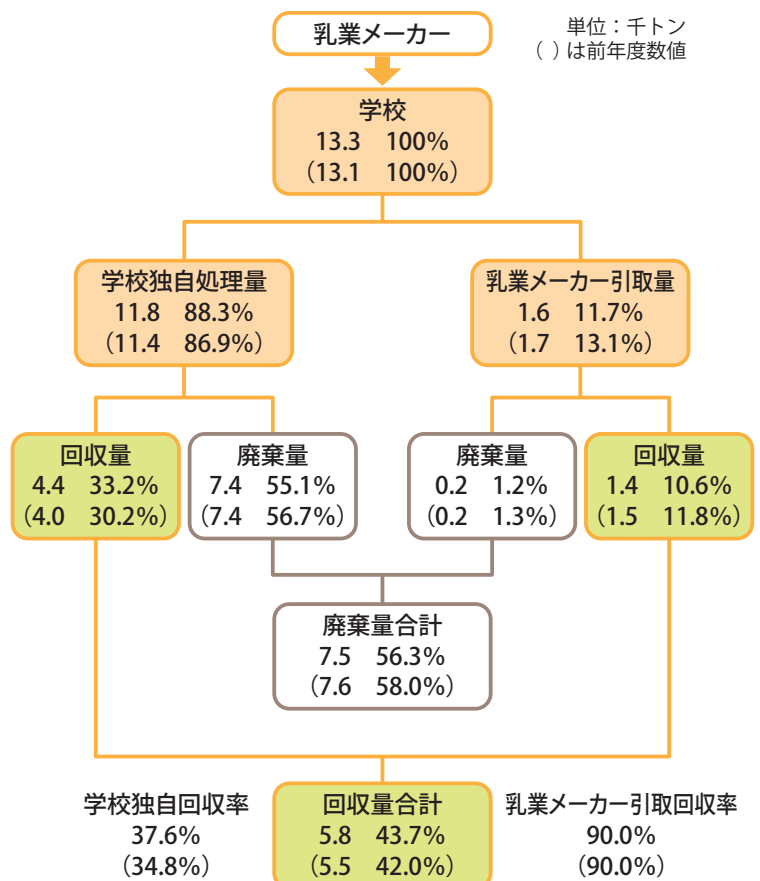 乳業メーカー
単位：千トン
（ ）は前年度数値
学校
13.3 100%
（13.1 100%）
学校独自処理量
11.8 88.3%
（11.4 86.9%）
乳業メーカー引取量
1.6 11.7%
（1.7 13.1%）
回収量
4.4 33.2%
（4.0 30.2%）
廃棄量
7.4 55.1%
（7.4 56.7%）
廃棄量
0.2 1.2%
（0.2 1.3%）
回収量
1.4 10.6%
（1.5 11.8%）
廃棄量合計
7.5 56.3%
（7.6 58.0%）
学校独自回収率
37.6%
（34.8%）
回収量合計
5.8 43.7%
（5.5 42.0%）
乳業メーカー引取回収率
90.0%
（90.0%）